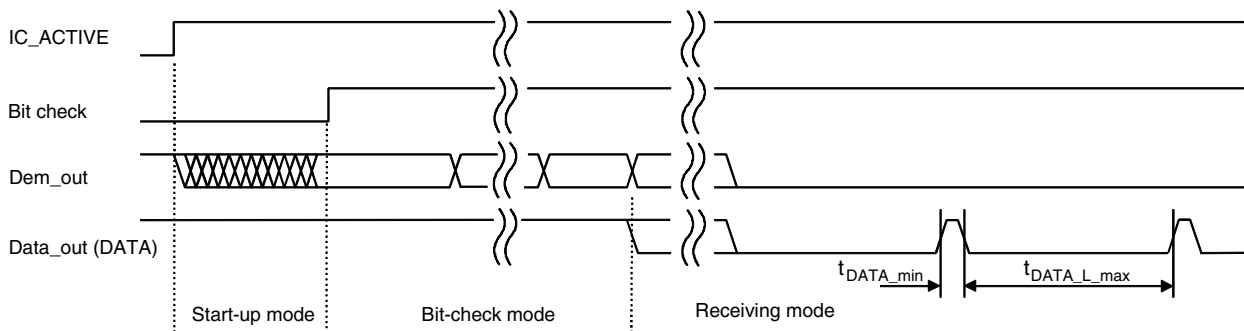 IC_ACTIVE
Bit check
Dem_out
Data_out (DATA)
tDATA_min
tDATA_L_max
Start-up mode
Bit-check mode
Receiving mode